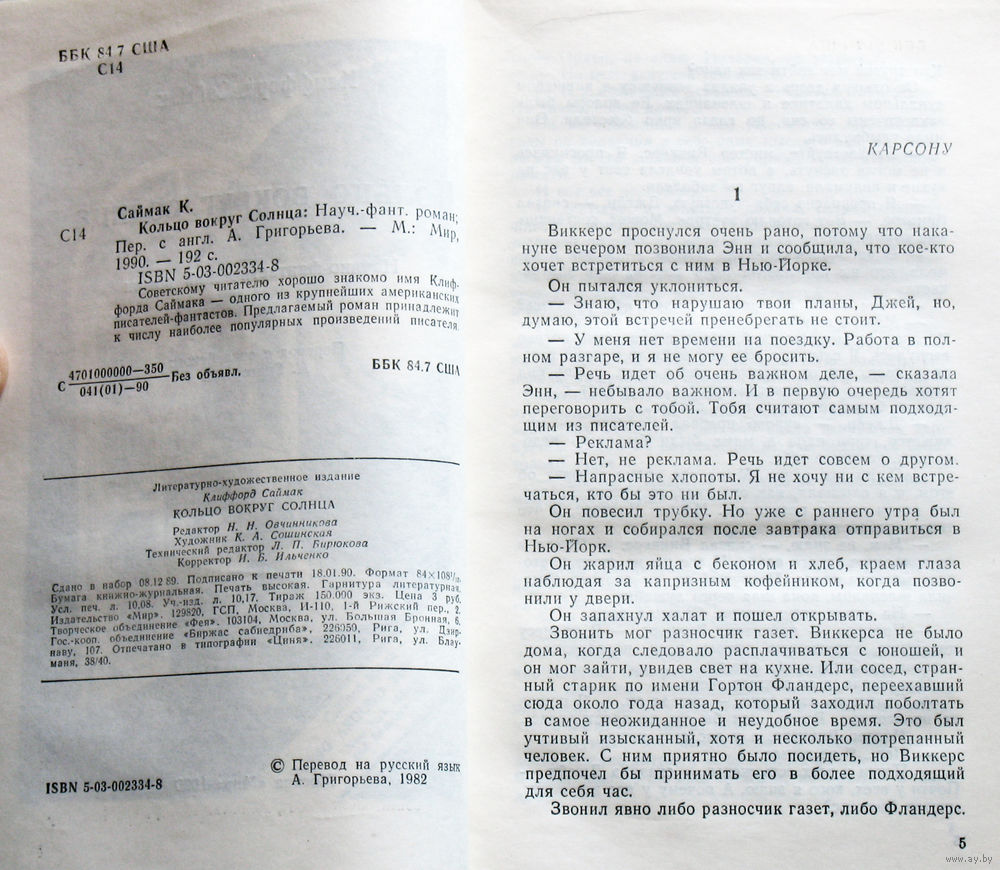 ББК 84.7 США
С14
Саймак К.
С14 Кольцо вокруг Солнца: Науч.-фант. роман;
Пер. с англ. А. Григорьева. — М.: Мир,
1990. — 192 с.
ISBN 5-03-002334-8
Советскому читателю хорошо знакомо имя Клиф-
форда Саймака — одного из крупнейших американских
писателей-фантастов. Предлагаемый роман принадлежит
к числу наиболее популярных произведений писателя.
С 4701000000—350
041(01)—90 Без объявл.
ББК 84.7 США
Литературно-художественное издание
Клиффорд Саймак
КОЛЬЦО ВОКРУГ СОЛНЦА
Редактор Н. Н. Овчинникова
Художник К. А. Сошинская
Технический редактор Л. П. Бирюкова
Корректор И. Б. Ильченко
Сдано в набор 08.12.89. Подписано к печати 18.01.90. Формат 84×108¹/₃₂.
Бумага книжно-журнальная. Печать высокая. Гарнитура литературная.
Усл. печ. л. 10,08. Уч.-изд. л. 10,17. Тираж 150.000 экз. Цена 3 руб.
Издательство «Мир». 129820, ГСП, Москва, И-110, 1-й Рижский пер., 2.
Творческое объединение «Фея». 103104, Москва, ул. Большая Бронная, 6.
Гос.-кооп. объединение «Биржас сабиедриба», 226050, Рига, ул. Дзир-
наву, 107. Отпечатано в типографии «Циня». 226011, Рига, ул. Блау-
маня, 38/40.
ISBN 5-03-002334-8
© Перевод на русский язык
А. Григорьева, 1982
КАРСОНУ
1
Виккерс проснулся очень рано, потому что нака-
нуне вечером позвонила Энн и сообщила, что кое-кто
хочет встретиться с ним в Нью-Йорке.
Он пытался уклониться.
— Знаю, что нарушаю твои планы, Джей, но,
думаю, этой встречей пренебрегать не стоит.
— У меня нет времени на поездку. Работа в пол-
ном разгаре, и я не могу ее бросить.
— Речь идет об очень важном деле, — сказала
Энн, — небывало важном. И в первую очередь хотят
переговорить с тобой. Тобя считают самым подходя-
щим из писателей.
— Реклама?
— Нет, не реклама. Речь идет совсем о другом.
— Напрасные хлопоты. Я не хочу ни с кем встре-
чаться, кто бы это ни был.
Он повесил трубку. Но уже с раннего утра был
на ногах и собирался после завтрака отправиться в
Нью-Йорк.
Он жарил яйца с беконом и хлеб, краем глаза
наблюдая за капризным кофейником, когда позво-
нили у двери.
Он запахнул халат и пошел открывать.
Звонить мог разносчик газет. Виккерса не было
дома, когда следовало расплачиваться с юношей, и
он мог зайти, увидев свет на кухне. Или сосед, стран-
ный старик по имени Гортон Фландерс, переехавший
сюда около года назад, который заходил поболтать
в самое неожиданное и неудобное время. Это был
учтивый изысканный, хотя и несколько потрепанный
человек. С ним приятно было посидеть, но Виккерс
предпочел бы принимать его в более подходящий
для себя час.
Звонил явно либо разносчик газет, либо Фландерс.
5
www.ay.by